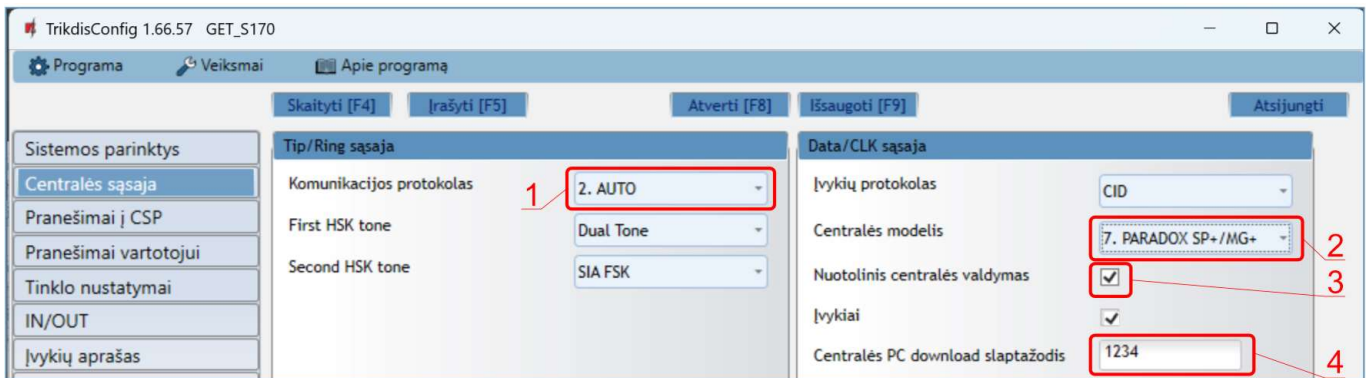 TrikdisConfig 1.66.57 GET_S170
Programa Veiksmai Apie programą
Skaityti [F4] Įrašyti [F5] Atverti [F8] Išsaugoti [F9] Atsijungti
Sistemos parinktys
Centralės sąsaja
Pranešimai į CSP
Pranešimai vartotojui
Tinklo nustatymai
IN/OUT
Įvykių aprašas
Tip/Ring sąsaja
Komunikacijos protokolas 1 2. AUTO
First HSK tone Dual Tone
Second HSK tone SIA FSK
Data/CLK sąsaja
Įvykių protokolas CID
Centralės modelis 7. PARADOX SP+/MG+ 2
Nuotolinis centralės valdymas 3
Įvykiai
Centralės PC download slaptažodis 1234 4